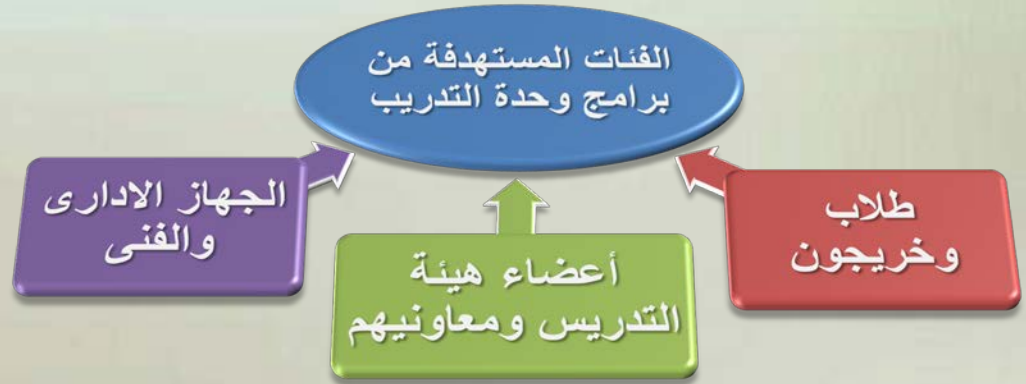 الفئات المستهدفة من
برامج وحدة التدريب
طلاب
وخريجون
أعضاء هيئة
التدريس ومعاونيهم
الجهاز الادارى
والفنى